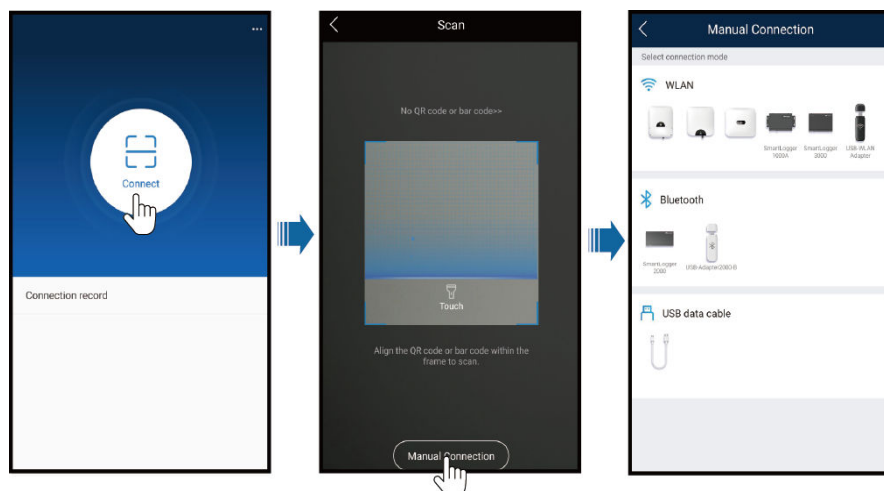 ...
Connect
Connection record
Scan
No QR code or bar code>>
Touch
Align the QR code or bar code within the
frame to scan.
Manual Connection
Manual Connection
Select connection mode
WLAN
SmartLogger
1000A
SmartLogger
3000
USB-WLAN
Adapter
Bluetooth
SmartLogger
2000
USB-Adapter2000-B
USB data cable